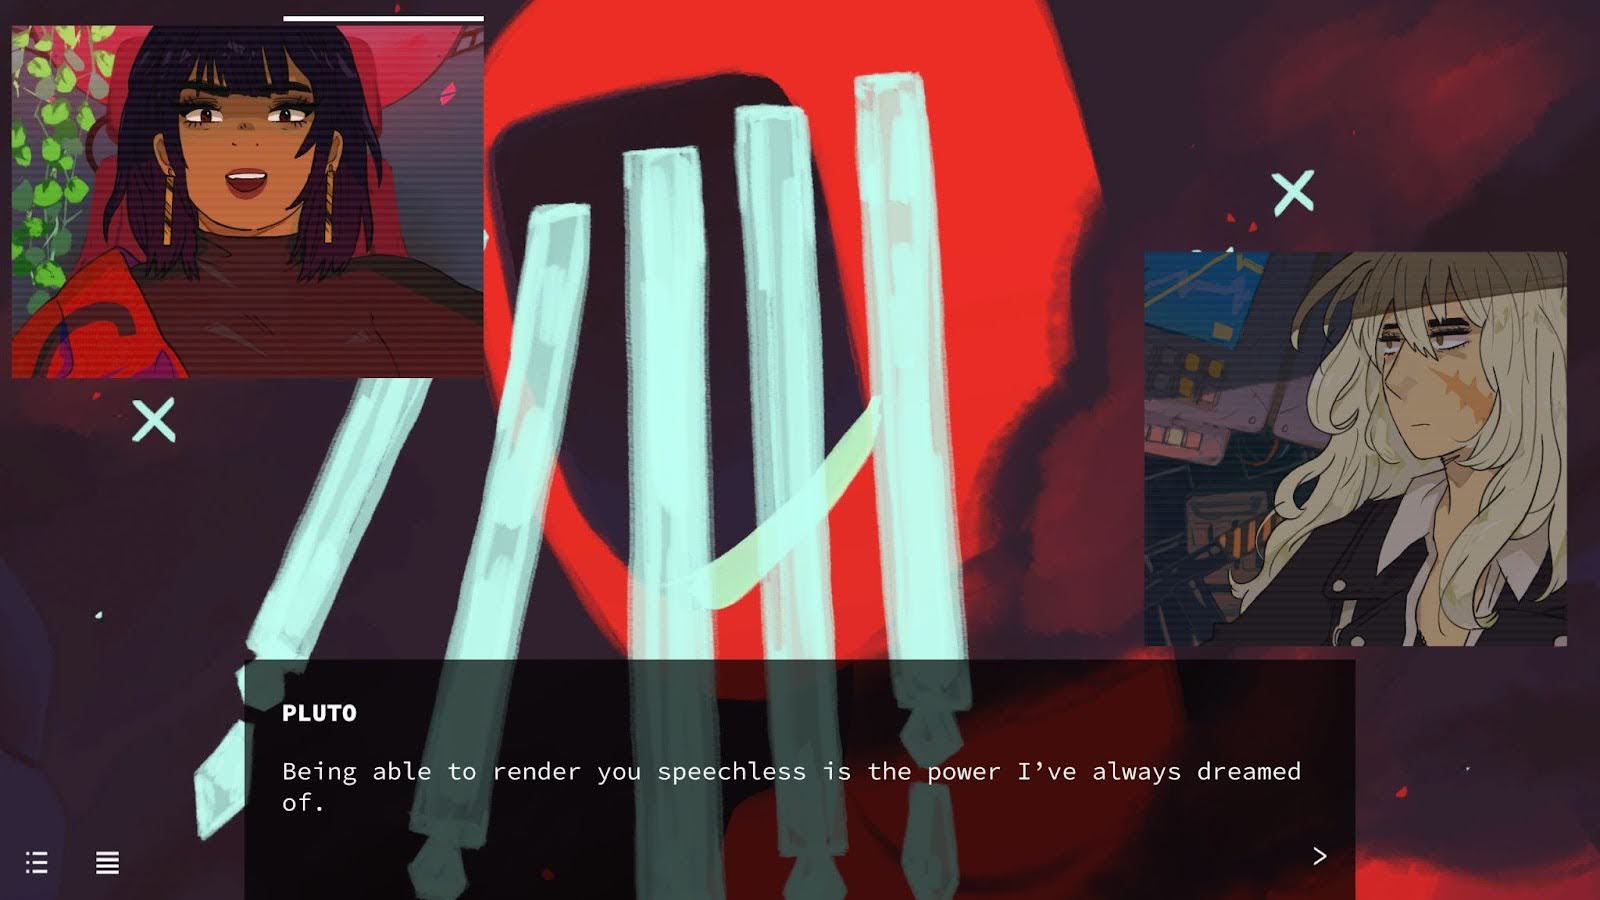 PLUTO
Being able to render you speechless is the power I’ve always dreamed
of.